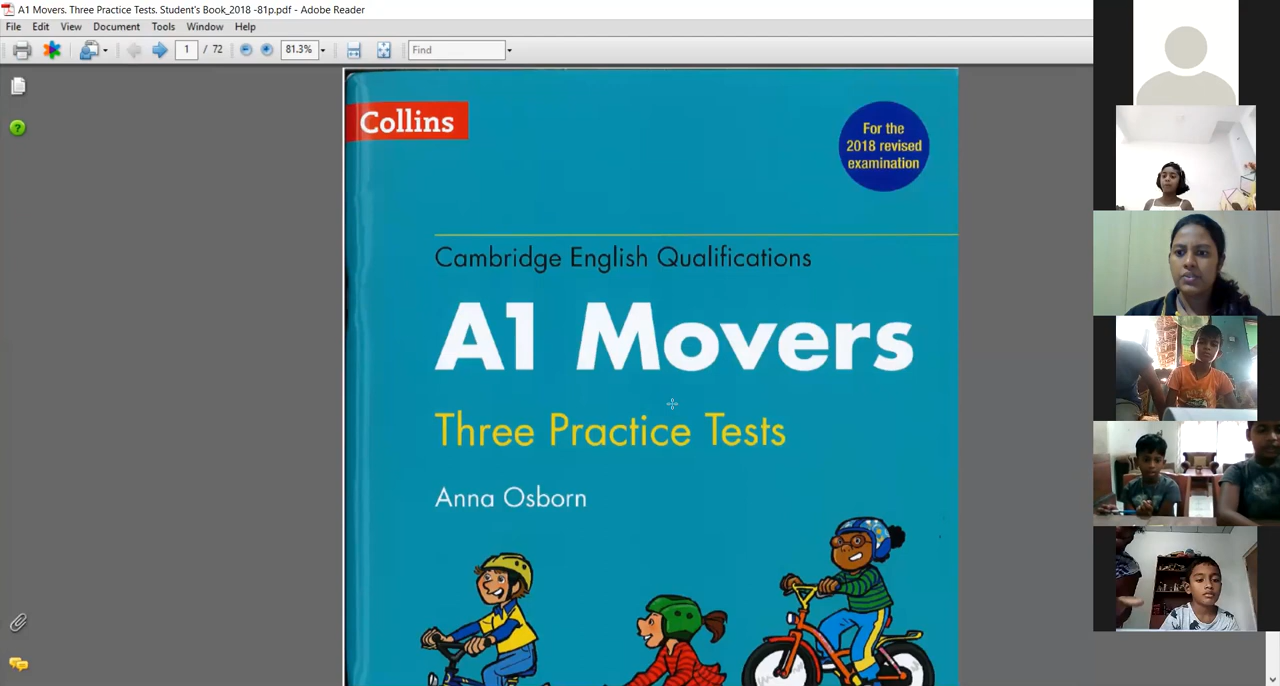 A1 Movers. Three Practice Tests. Student's Book_2018 -81p.pdf - Adobe Reader
File Edit View Document Tools Window Help
1 / 72 81.3% Find
Collins
For the
2018 revised
examination
Cambridge English Qualifications
A1 Movers
Three Practice Tests
Anna Osborn